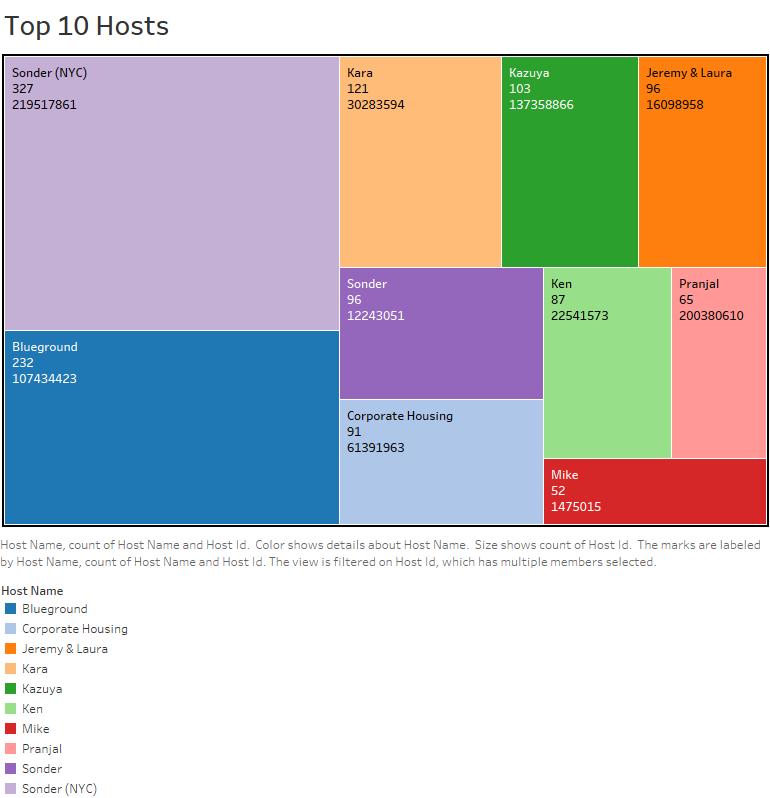 Top 10 Hosts
Sonder (NYC)
327
219517861
Kara
121
30283594
Kazuya
103
137358866
Jeremy & Laura
96
16098958
Sonder
96
12243051
Ken
87
22541573
Pranjal
65
200380610
Blueground
232
107434423
Corporate Housing
91
61391963
Mike
52
1475015
Host Name, count of Host Name and Host Id.  Color shows details about Host Name.  Size shows count of Host Id.  The marks are labeled
by Host Name, count of Host Name and Host Id. The view is filtered on Host Id, which has multiple members selected.
Host Name
Blueground
Corporate Housing
Jeremy & Laura
Kara
Kazuya
Ken
Mike
Pranjal
Sonder
Sonder (NYC)